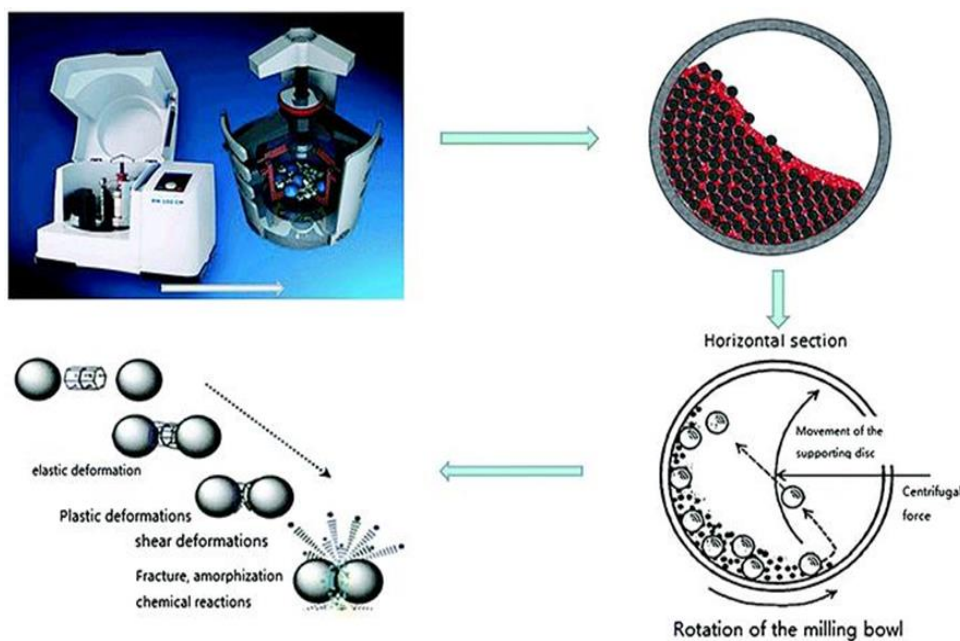 Horizontal section
Movement of the
supporting disc
Centrifugal
force
Rotation of the milling bowl
elastic deformation
Plastic deformations
shear deformations
Fracture, amorphization
chemical reactions